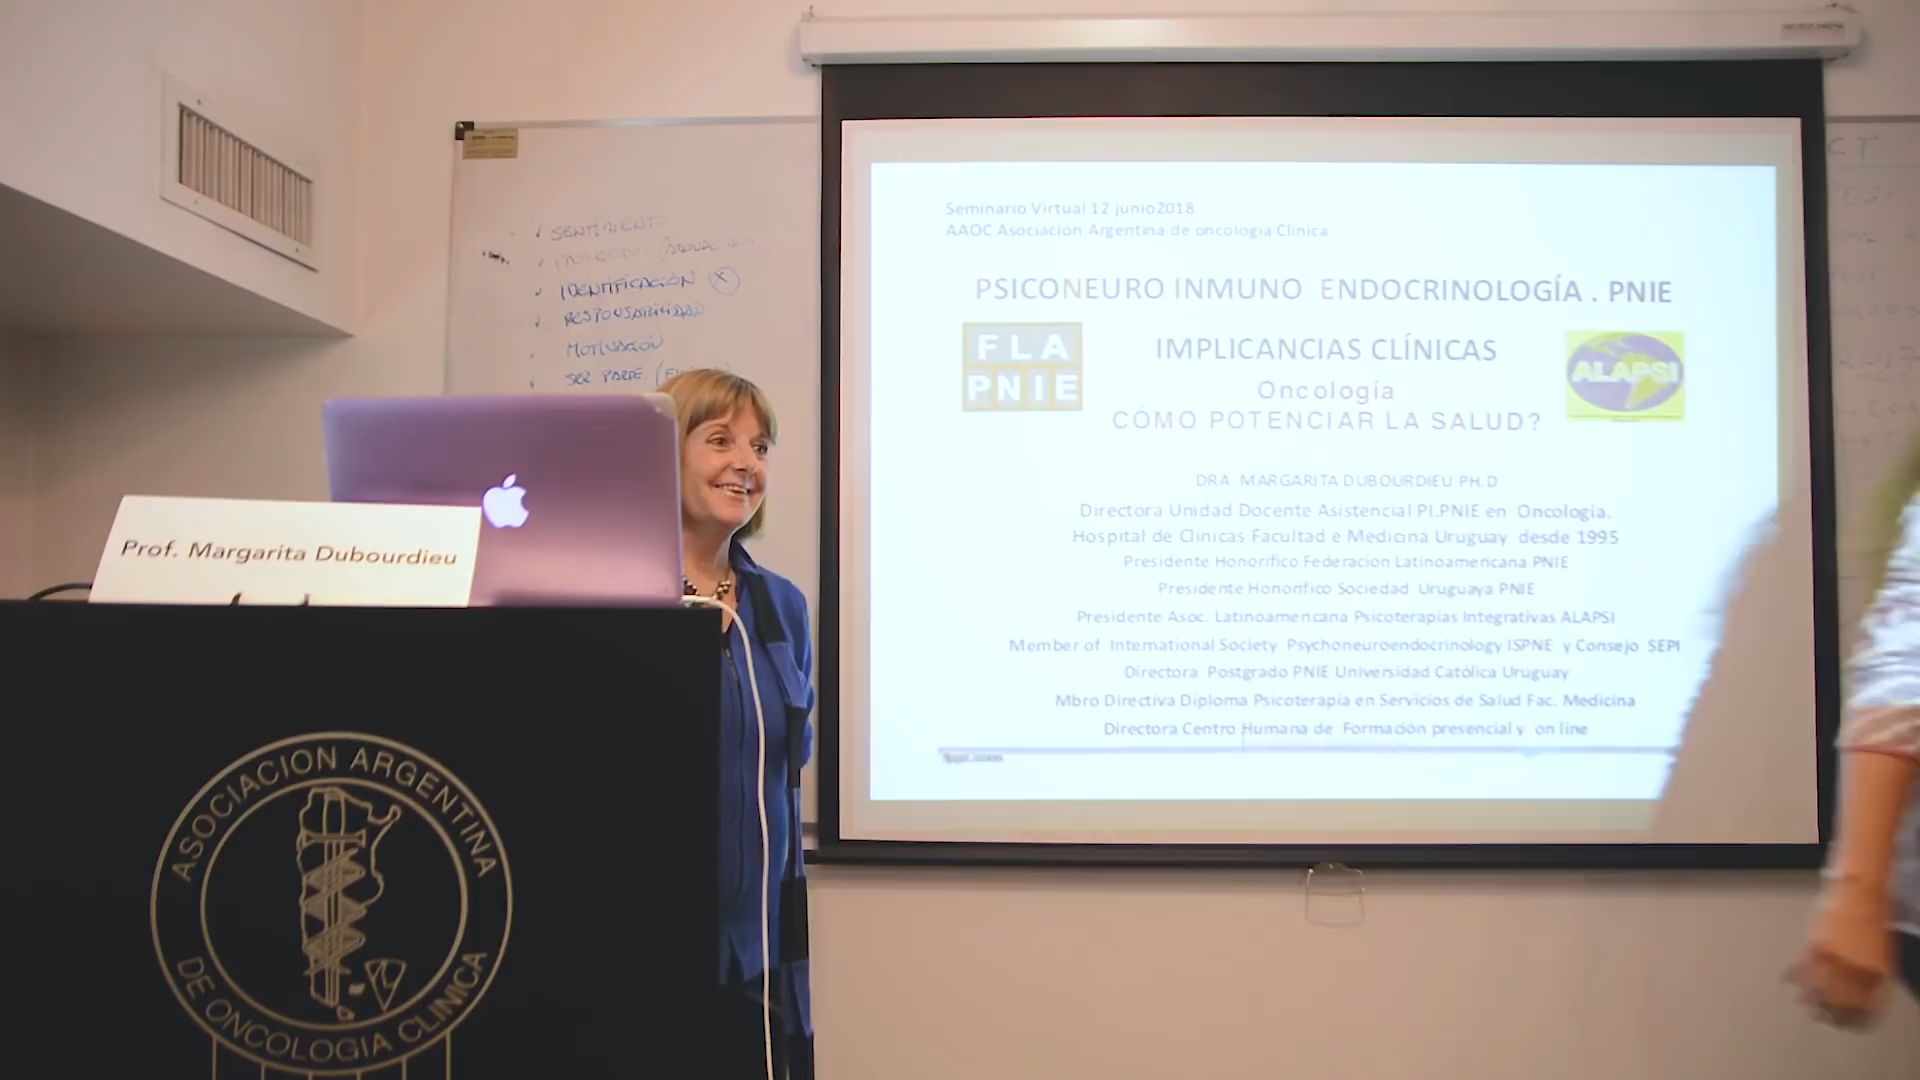 SENTIMIENTO
IDENTIFICACIÓN (X)
RESPONSABILIDAD
MOTIVACIÓN
SER PARTE
Seminario Virtual 12 junio2018
AAOC Asociacion Argentina de oncologia Clínica
PSICONEURO INMUNO ENDOCRINOLOGÍA . PNIE
FLA
PNIE
IMPLICANCIAS CLÍNICAS
ALAPSI
Oncología
CÓMO POTENCIAR LA SALUD?
DRA MARGARITA DUBOURDIEU PH.D
Directora Unidad Docente Asistencial PI.PNIE en Oncologia.
Hospital de Clinicas Facultad e Medicina Uruguay desde 1995
Presidente Honorifico Federacion Latinoamericana PNIE
Presidente Honorifico Sociedad Uruguaya PNIE
Presidente Asoc. Latinoamericana Psicoterapias Integrativas ALAPSI
Member of International Society Psychoneuroendocrinology ISPNE y Consejo SEPI
Directora Postgrado PNIE Universidad Católica Uruguay
Mbro Directiva Diploma Psicoterapia en Servicios de Salud Fac. Medicina
Directora Centro Humana de Formación presencial y on line
Prof. Margarita Dubourdieu
ASOCIACION ARGENTINA
DE ONCOLOGIA CLINICA